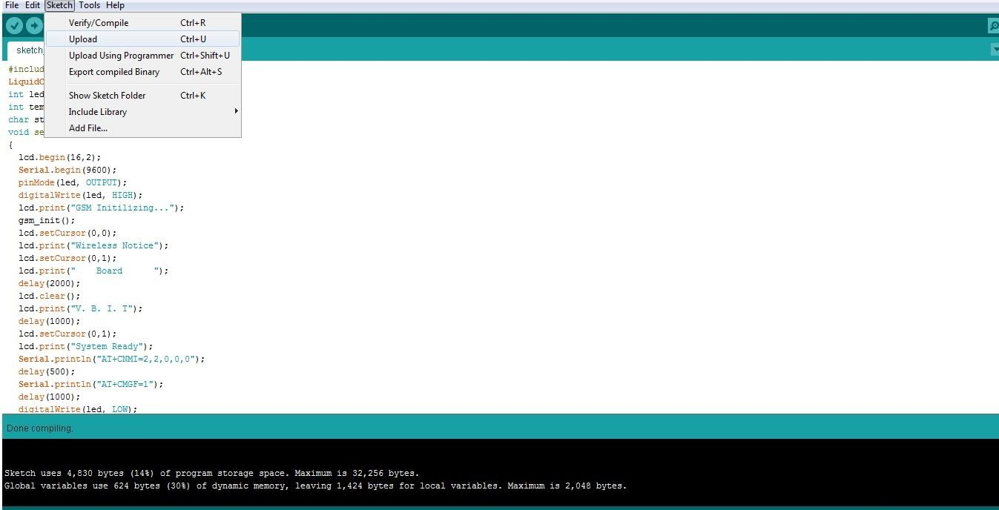 File Edit Sketch Tools Help
Verify/Compile Ctrl+R
Upload Ctrl+U
Upload Using Programmer Ctrl+Shift+U
Export compiled Binary Ctrl+Alt+S
Show Sketch Folder Ctrl+K
Include Library
Add File...
sketch
#includ
LiquidC
int led
int tem
char st
void se
{
lcd.begin(16,2);
Serial.begin(9600);
pinMode(led, OUTPUT);
digitalWrite(led, HIGH);
lcd.print("GSM Initilizing...");
gsm_init();
lcd.setCursor(0,0);
lcd.print("Wireless Notice");
lcd.setCursor(0,1);
lcd.print("    Board      ");
delay(2000);
lcd.clear();
lcd.print("V. B. I. T");
delay(1000);
lcd.setCursor(0,1);
lcd.print("System Ready");
Serial.println("AT+CNMI=2,2,0,0,0");
delay(500);
Serial.println("AT+CMGF=1");
delay(1000);
digitalWrite(led, LOW);
Done compiling.
Sketch uses 4,830 bytes (14%) of program storage space. Maximum is 32,256 bytes.
Global variables use 624 bytes (30%) of dynamic memory, leaving 1,424 bytes for local variables. Maximum is 2,048 bytes.